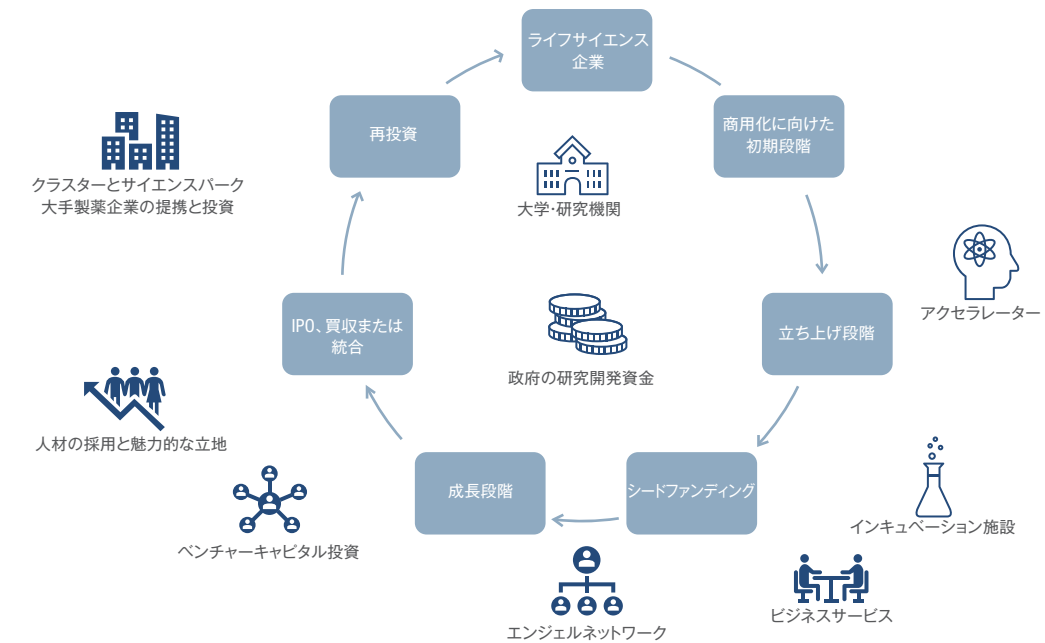 ライフサイエンス
企業
商用化に向けた
初期段階
再投資
クラスターとサイエンスパーク
大手製薬企業の提携と投資
大学・研究機関
アクセラレーター
立ち上げ段階
IPO、買収または
統合
政府の研究開発資金
人材の採用と魅力的な立地
成長段階
シードファンディング
インキュベーション施設
ベンチャーキャピタル投資
ビジネスサービス
エンジェルネットワーク